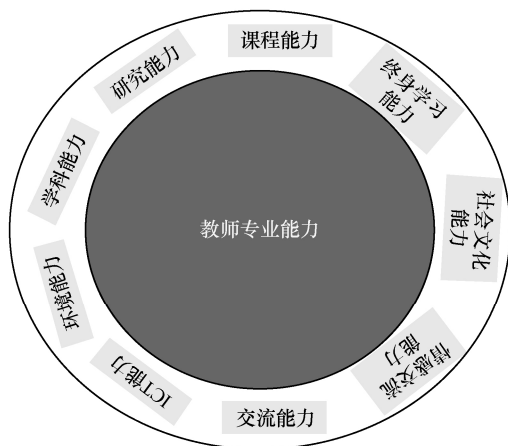 课程能力
终身学习
能力
社会文化
能力
情感交流
能力
交流能力
ICT能力
环境能力
学科能力
研究能力
教师专业能力